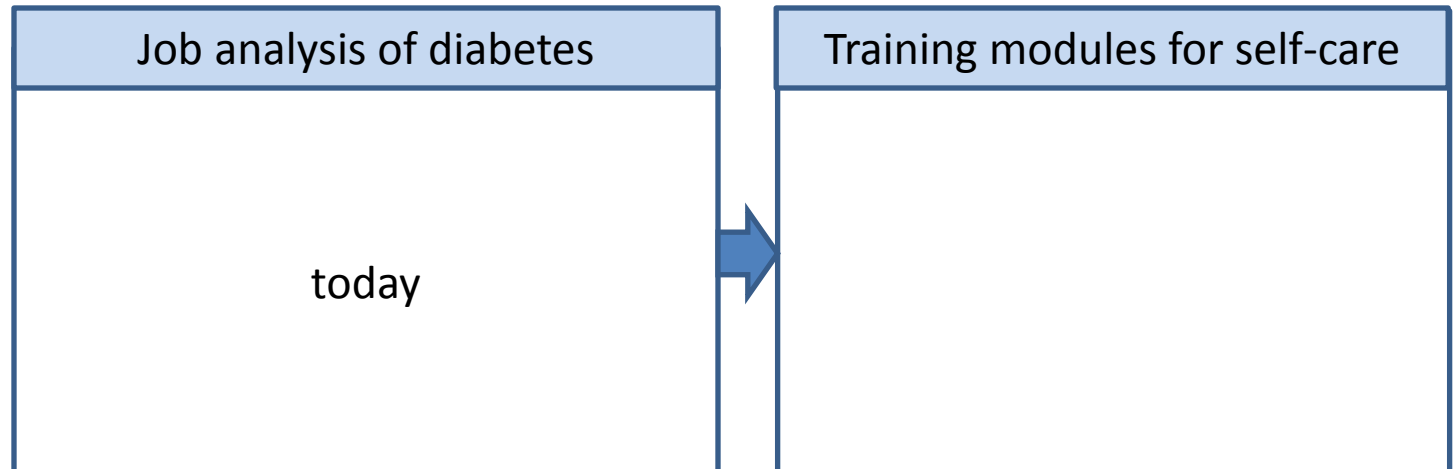 Job analysis of diabetes
today
Training modules for self-care